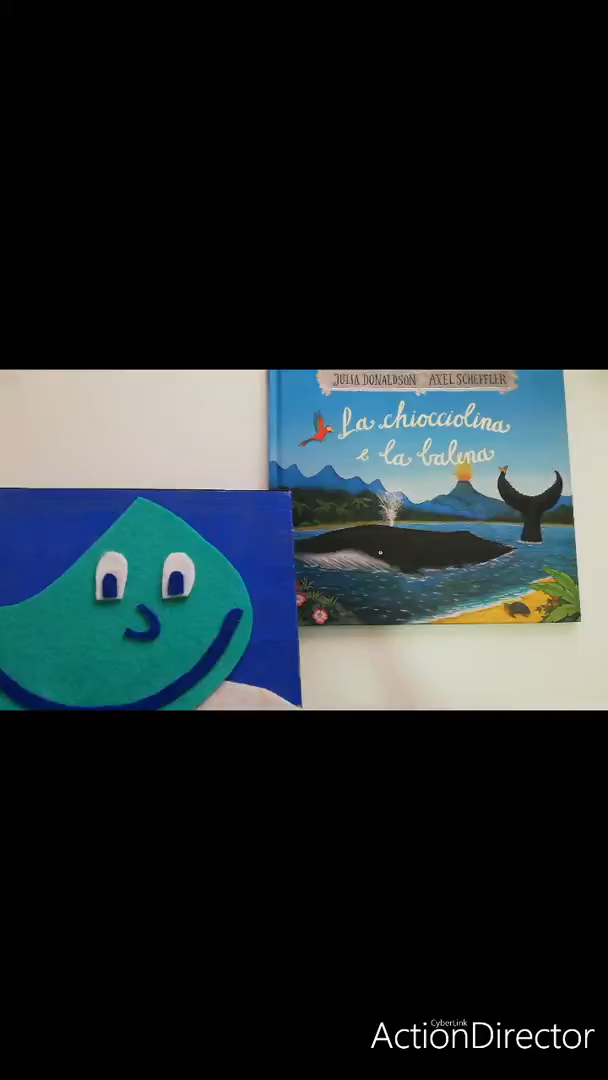 JULIA DONALDSON AXEL SCHEFFLER
La chiocciolina
e la balena
CyberLink
ActionDirector